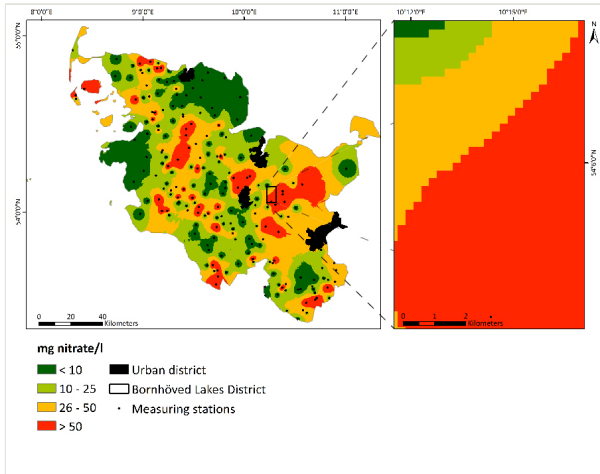 8°0'0"E 9°0'0"E 10°0'0"E 11°0'0"E
10°12'0"E 10°15'0"E
N
55°0'0"N
54°0'0"N
54°6'0"N
0 20 40
Kilometers
0 1 2
Kilometers
mg nitrate/l
< 10
10 - 25
26 - 50
> 50
Urban district
Bornhöved Lakes District
Measuring stations